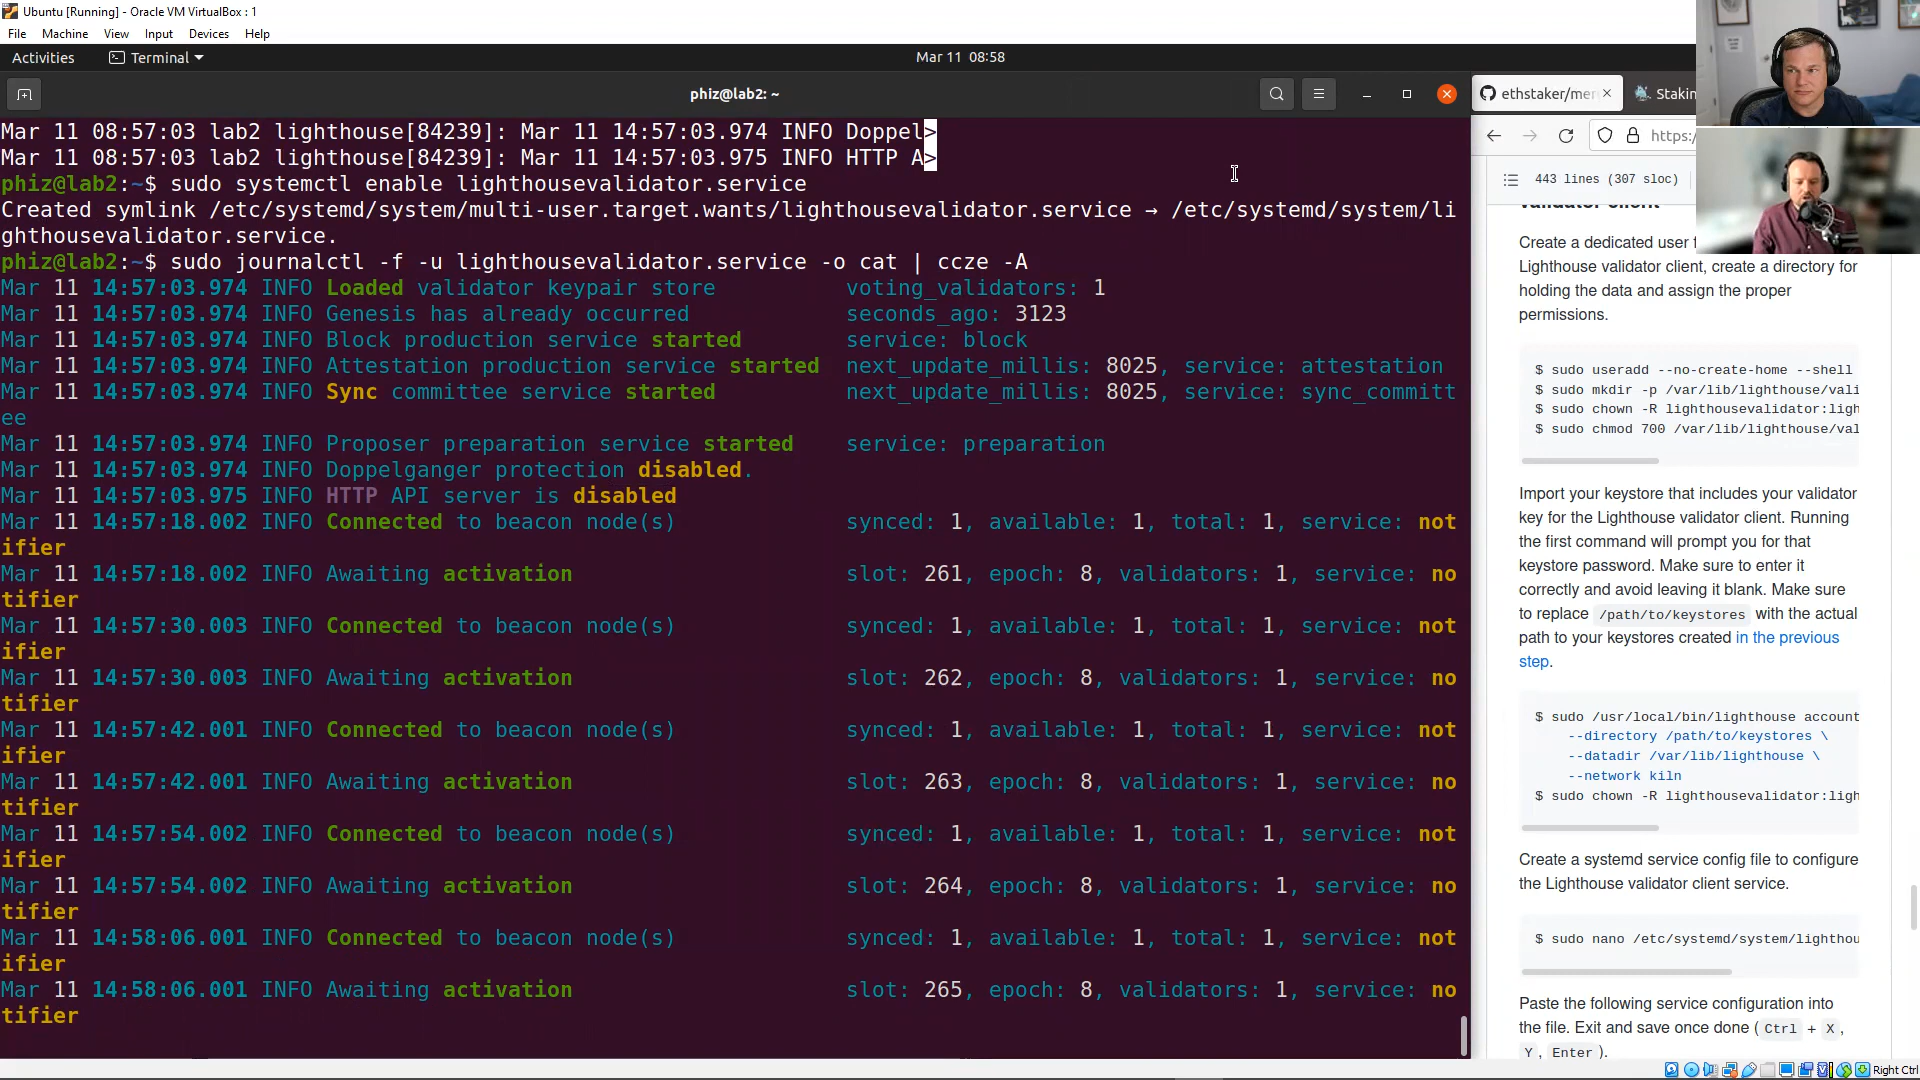 Ubuntu [Running] - Oracle VM VirtualBox : 1
File Machine View Input Devices Help
Activities Terminal Mar 11 08:58
phiz@lab2: ~
Mar 11 08:57:03 lab2 lighthouse[84239]: Mar 11 14:57:03.974 INFO Doppel>
Mar 11 08:57:03 lab2 lighthouse[84239]: Mar 11 14:57:03.975 INFO HTTP A>
phiz@lab2:~$ sudo systemctl enable lighthousevalidator.service
Created symlink /etc/systemd/system/multi-user.target.wants/lighthousevalidator.service → /etc/systemd/system/li
ghthousevalidator.service.
phiz@lab2:~$ sudo journalctl -f -u lighthousevalidator.service -o cat | ccze -A
Mar 11 14:57:03.974 INFO Loaded validator keypair store voting_validators: 1
Mar 11 14:57:03.974 INFO Genesis has already occurred seconds_ago: 3123
Mar 11 14:57:03.974 INFO Block production service started service: block
Mar 11 14:57:03.974 INFO Attestation production service started next_update_millis: 8025, service: attestation
Mar 11 14:57:03.974 INFO Sync committee service started next_update_millis: 8025, service: sync_committ
ee
Mar 11 14:57:03.974 INFO Proposer preparation service started service: preparation
Mar 11 14:57:03.974 INFO Doppelganger protection disabled.
Mar 11 14:57:03.975 INFO HTTP API server is disabled
Mar 11 14:57:18.002 INFO Connected to beacon node(s) synced: 1, available: 1, total: 1, service: not
ifier
Mar 11 14:57:18.002 INFO Awaiting activation slot: 261, epoch: 8, validators: 1, service: no
tifier
Mar 11 14:57:30.003 INFO Connected to beacon node(s) synced: 1, available: 1, total: 1, service: not
ifier
Mar 11 14:57:30.003 INFO Awaiting activation slot: 262, epoch: 8, validators: 1, service: no
tifier
Mar 11 14:57:42.001 INFO Connected to beacon node(s) synced: 1, available: 1, total: 1, service: not
ifier
Mar 11 14:57:42.001 INFO Awaiting activation slot: 263, epoch: 8, validators: 1, service: no
tifier
Mar 11 14:57:54.002 INFO Connected to beacon node(s) synced: 1, available: 1, total: 1, service: not
ifier
Mar 11 14:57:54.002 INFO Awaiting activation slot: 264, epoch: 8, validators: 1, service: no
tifier
Mar 11 14:58:06.001 INFO Connected to beacon node(s) synced: 1, available: 1, total: 1, service: not
ifier
Mar 11 14:58:06.001 INFO Awaiting activation slot: 265, epoch: 8, validators: 1, service: no
tifier
ethstaker/mer Stakin
https:
443 lines (307 sloc)
validator client
Create a dedicated user f
Lighthouse validator client, create a directory for
holding the data and assign the proper
permissions.
$ sudo useradd --no-create-home --shell
$ sudo mkdir -p /var/lib/lighthouse/vali
$ sudo chown -R lighthousevalidator:ligh
$ sudo chmod 700 /var/lib/lighthouse/val
Import your keystore that includes your validator
key for the Lighthouse validator client. Running
the first command will prompt you for that
keystore password. Make sure to enter it
correctly and avoid leaving it blank. Make sure
to replace /path/to/keystores with the actual
path to your keystores created in the previous
step.
$ sudo /usr/local/bin/lighthouse account
--directory /path/to/keystores \
--datadir /var/lib/lighthouse \
--network kiln
$ sudo chown -R lighthousevalidator:ligh
Create a systemd service config file to configure
the Lighthouse validator client service.
$ sudo nano /etc/systemd/system/lighthou
Paste the following service configuration into
the file. Exit and save once done ( Ctrl + X ,
Y , Enter ).
Right Ctrl